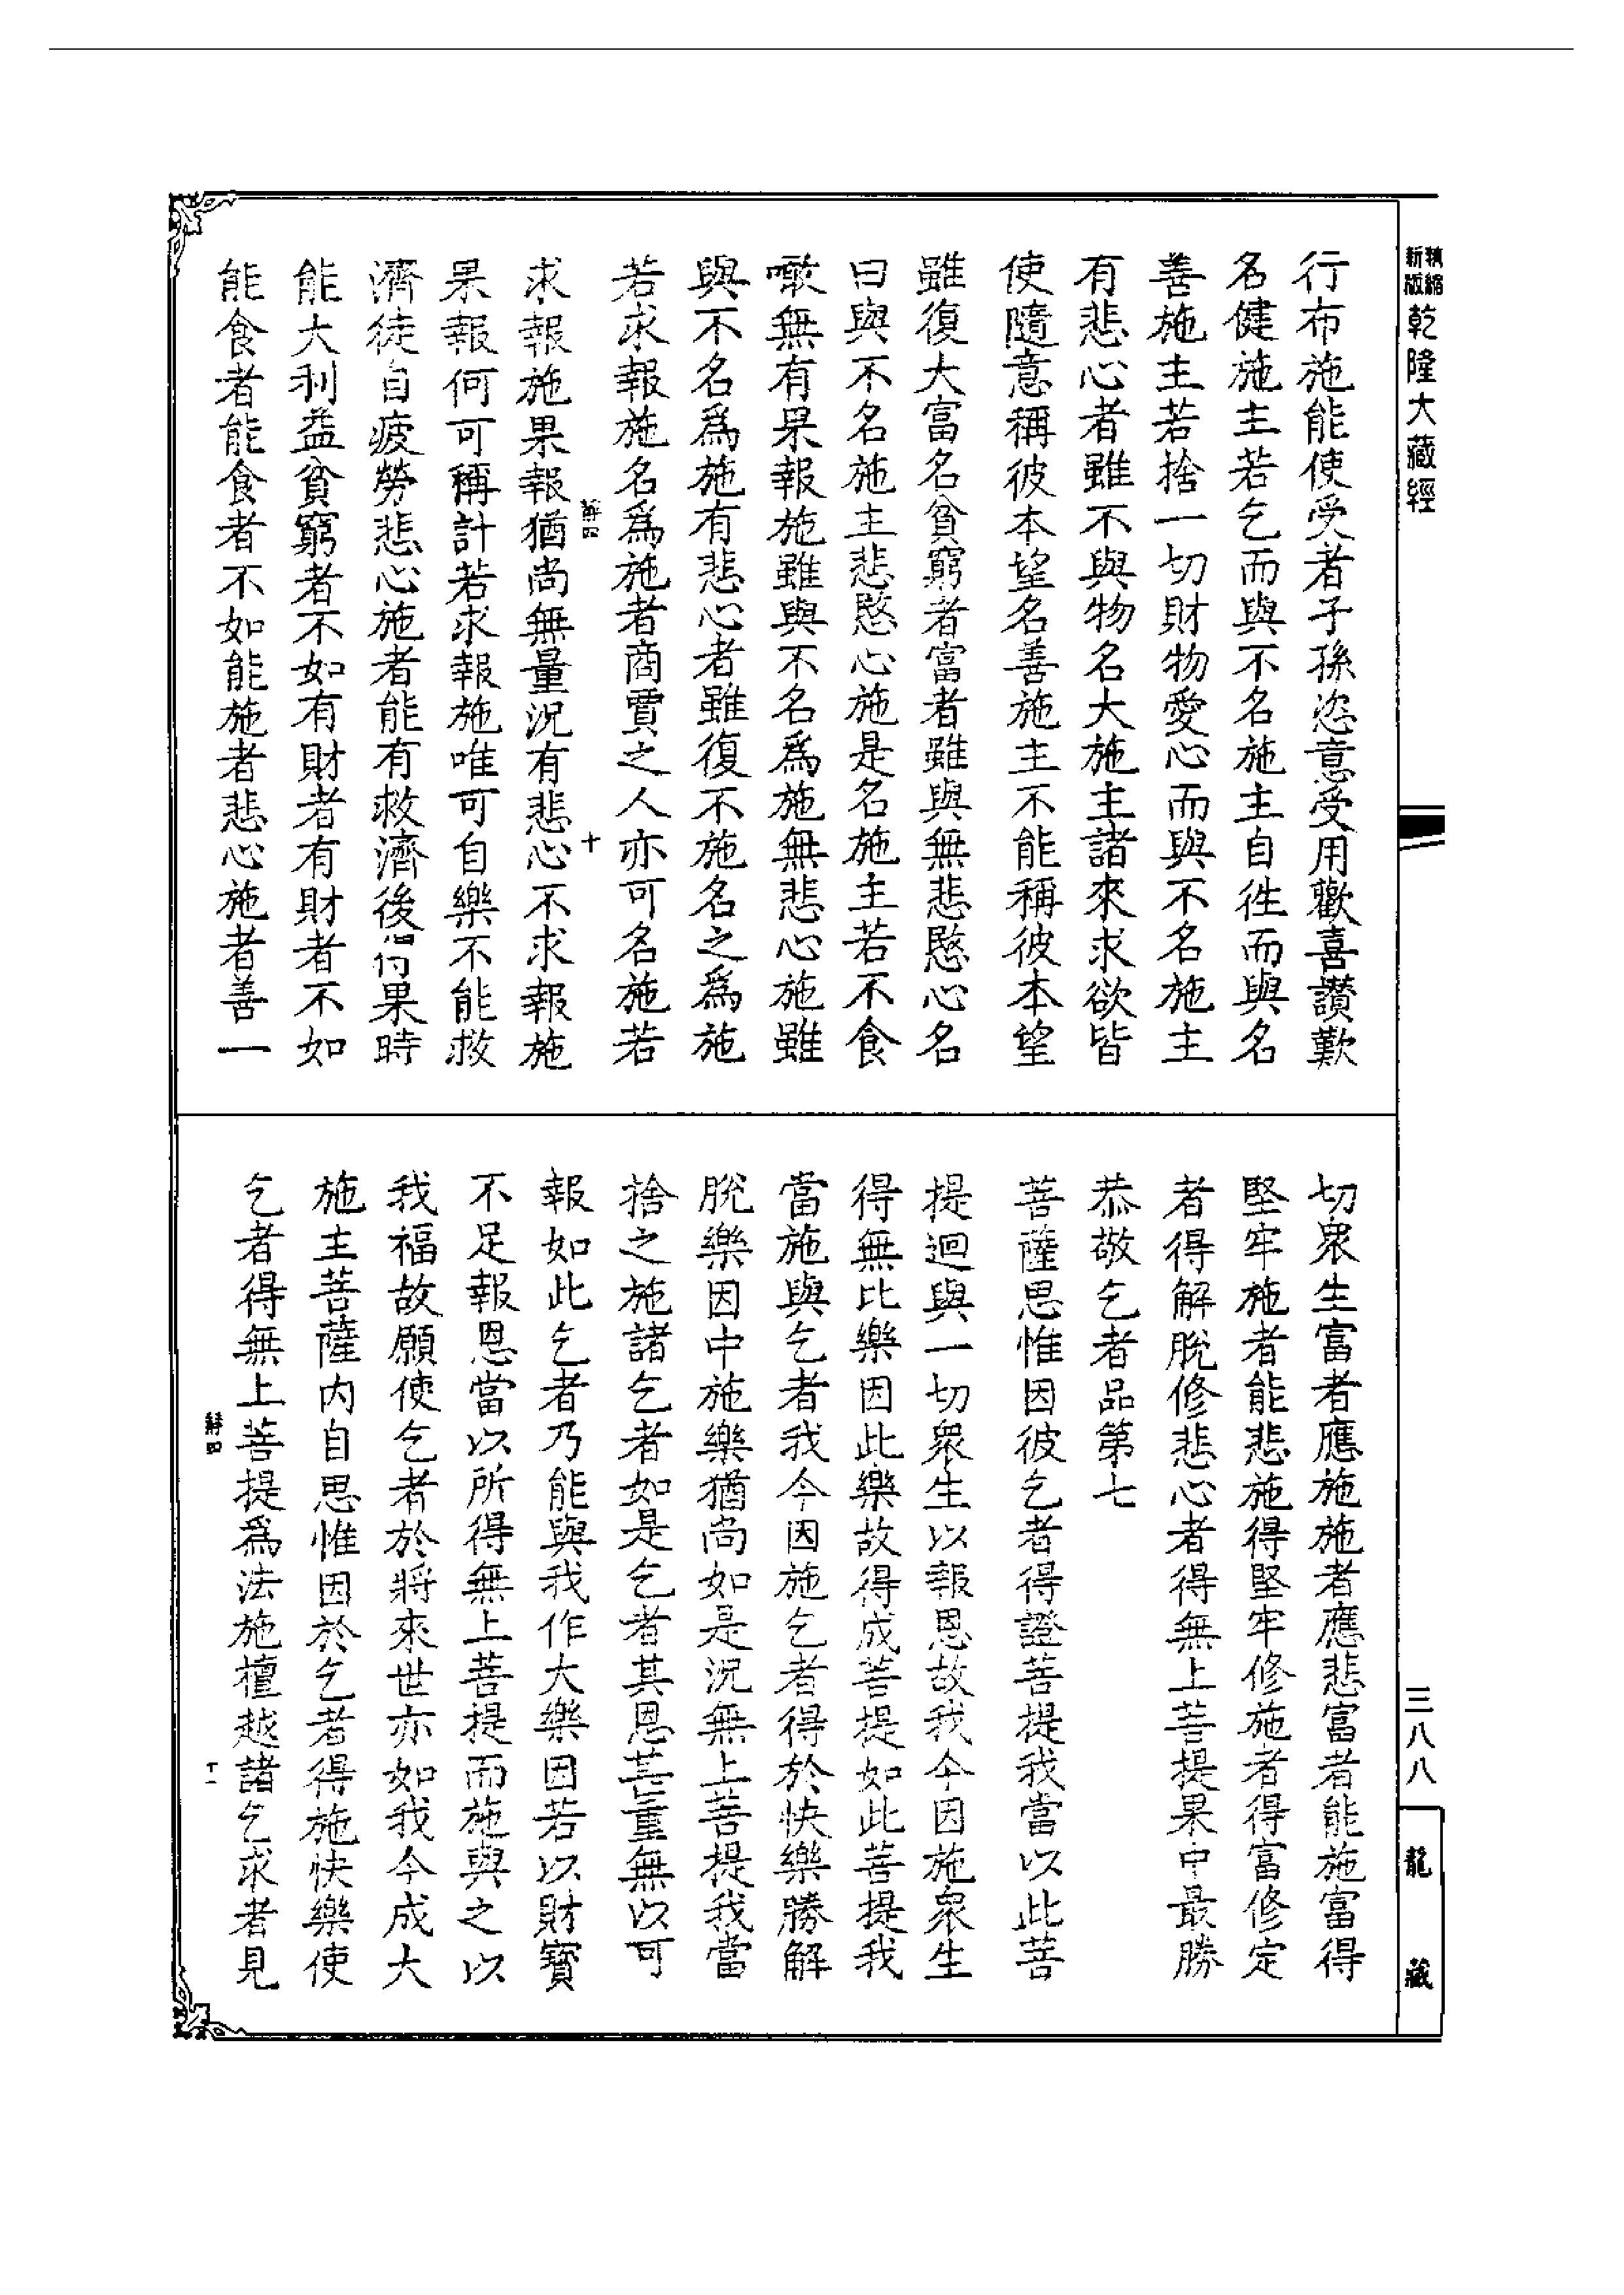 新版精縮乾隆大藏經
三八八
龍藏
行布施能使受者子孫恣意受用歡喜讃歎
名健施主若乞而與不名施主自徃而與名
善施主若捨一切財物愛心而與不名施主
有悲心者雖不與物名大施主諸來求欲皆
使隨意稱彼本望名善施主不能稱彼本望
雖復大富名貧窮者富者雖與無悲愍心名
曰與不名施主悲愍心施是名施主若不食
噉無有果報施雖與不名爲施無悲心施雖
與不名爲施有悲心者雖復不施名之爲施
若求報施名爲施者商賈之人亦可名施若
辭四 十
求報施果報猶尚無量況有悲心不求報施
果報何可稱計若求報施唯可自樂不能救
濟徒自疲勞悲心施者能有救濟後得果時
能大利益貧窮者不如有財者有財者不如
能食者能食者不如能施者悲心施者善一
切衆生富者應施施者應悲富者能施富得
堅牢施者能悲施得堅牢修施者得富修定
者得解脫修悲心者得無上菩提果中最勝
恭敬乞者品第七
菩薩思惟因彼乞者得證菩提我當以此菩
提迴與一切衆生以報恩故我今因施衆生
得無比樂因此樂故得成菩提如此菩提我
當施與乞者我今因施乞者得於快樂勝解
脫樂因中施樂猶尚如是況無上菩提我當
捨之施諸乞者如是乞者其恩甚重無以可
報如此乞者乃能與我作大樂因若以財寳
不足報恩當以所得無上菩提而施與之以
我福故願使乞者於將來世亦如我今成大
施主菩薩内自思惟因於乞者得施快樂使
乞者得無上菩提爲法施檀越諸乞求者見
辭四 十一